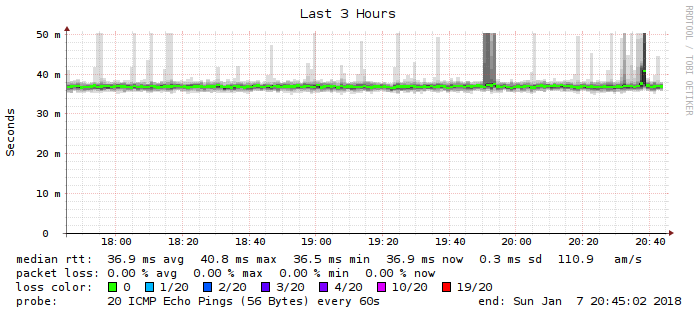 Last 3 Hours
RRDTOOL / TOBI OETIKER
Seconds
50 m
40 m
30 m
20 m
10 m
0
18:00 18:20 18:40 19:00 19:20 19:40 20:00 20:20 20:40
median rtt: 36.9 ms avg 40.8 ms max 36.5 ms min 36.9 ms now 0.3 ms sd 110.9 am/s
packet loss: 0.00 % avg 0.00 % max 0.00 % min 0.00 % now
loss color: 0 1/20 2/20 3/20 4/20 10/20 19/20
probe: 20 ICMP Echo Pings (56 Bytes) every 60s end: Sun Jan 7 20:45:02 2018